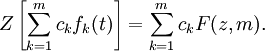 Z\left[\sum_{k=1}^{m} c_k f_k(t)\right] = \sum_{k=1}^{m} c_k F(z, m).